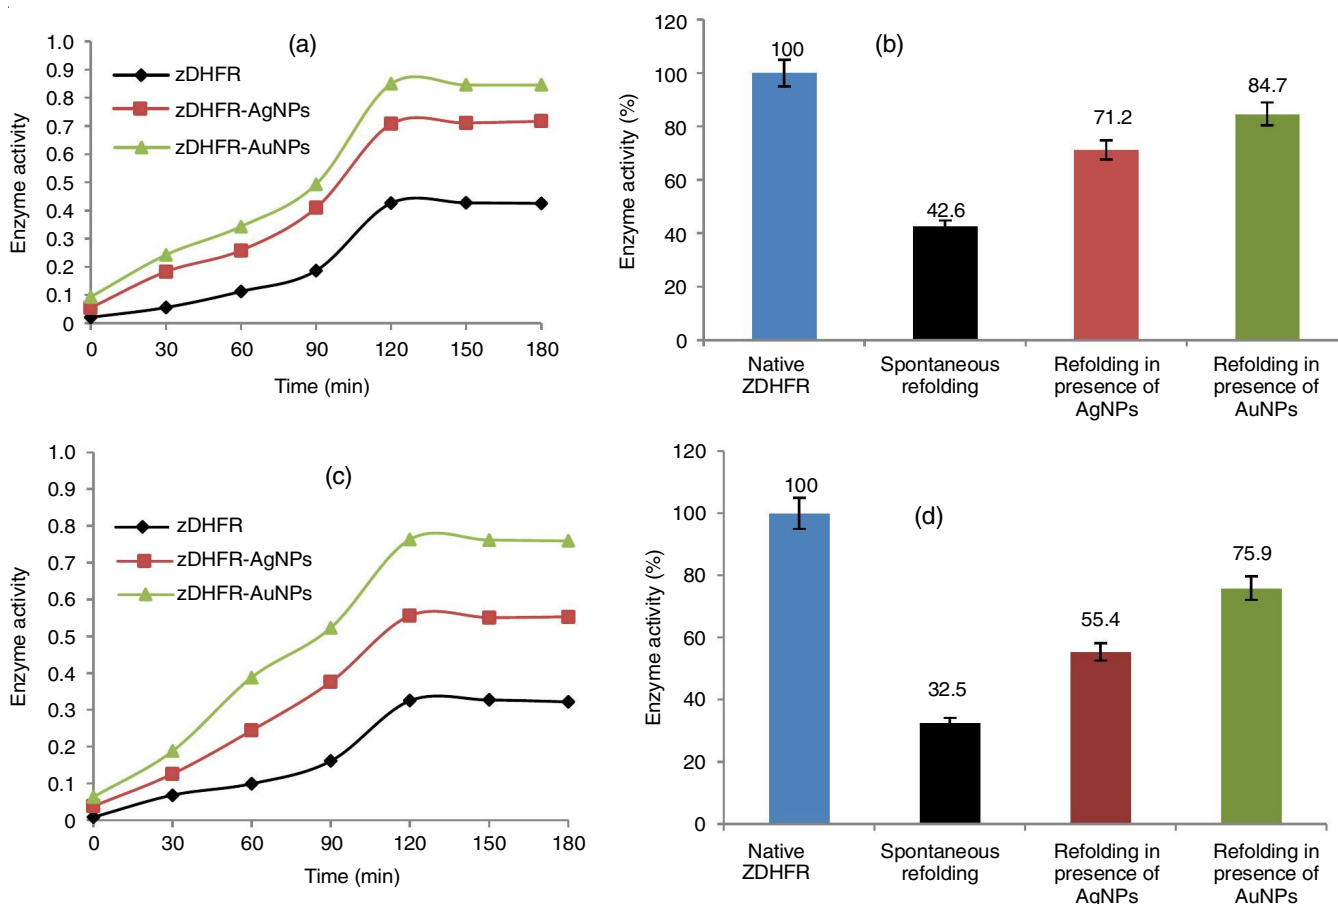 (a)
1.0
0.9
0.8
0.7
0.6
0.5
0.4
0.3
0.2
0.1
0
Enzyme activity
zDHFR
zDHFR-AgNPs
zDHFR-AuNPs
0 30 60 90 120 150 180
Time (min)
(b)
120
100
80
60
40
20
0
Enzyme activity (%)
100
42.6
71.2
84.7
Native
ZDHFR
Spontaneous
refolding
Refolding in
presence of
AgNPs
Refolding in
presence of
AuNPs
(c)
1.0
0.9
0.8
0.7
0.6
0.5
0.4
0.3
0.2
0.1
0
Enzyme activity
zDHFR
zDHFR-AgNPs
zDHFR-AuNPs
0 30 60 90 120 150 180
Time (min)
(d)
120
100
80
60
40
20
0
Enzyme activity (%)
100
32.5
55.4
75.9
Native
ZDHFR
Spontaneous
refolding
Refolding in
presence of
AgNPs
Refolding in
presence of
AuNPs